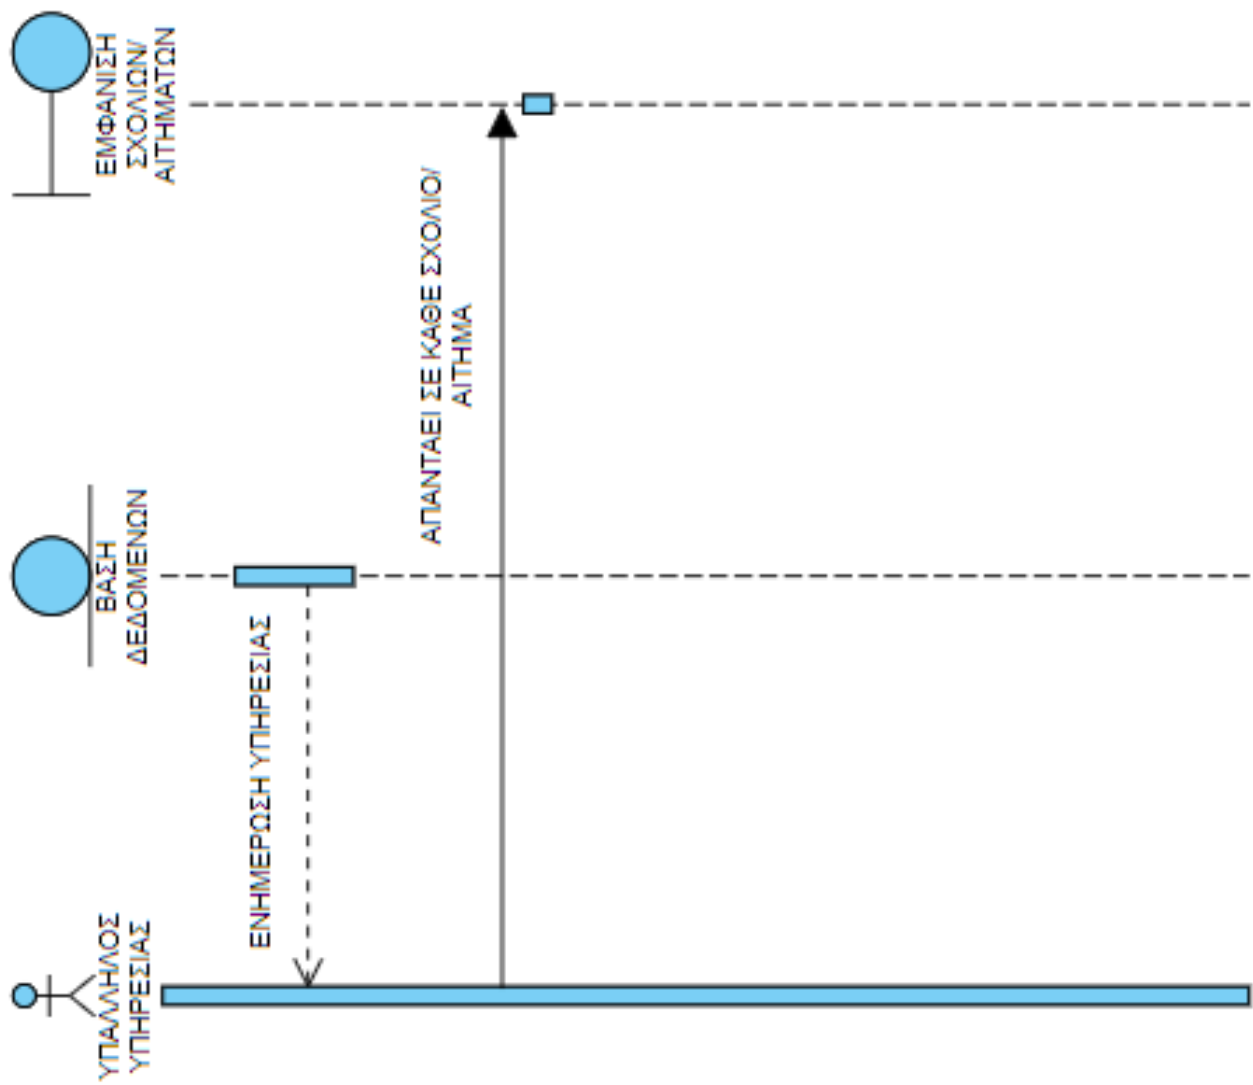 ΥΠΑΛΛΗΛΟΣ
ΥΠΗΡΕΣΙΑΣ
ΒΑΣΗ
ΔΕΔΟΜΕΝΩΝ
ΕΜΦΑΝΙΣΗ
ΣΧΟΛΙΩΝ/
ΑΙΤΗΜΑΤΩΝ
ΕΝΗΜΕΡΩΣΗ ΥΠΗΡΕΣΙΑΣ
ΑΠΑΝΤΑΕΙ ΣΕ ΚΑΘΕ ΣΧΟΛΙΟ/
ΑΙΤΗΜΑ